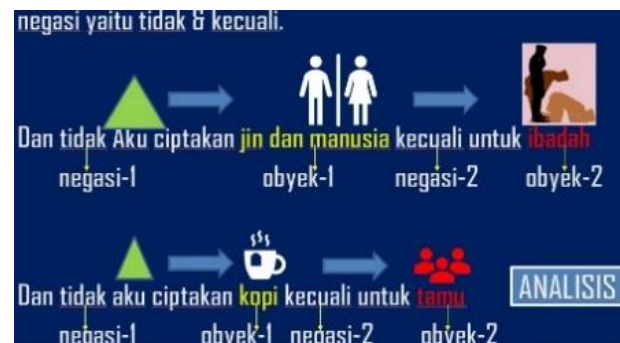 negasi yaitu tidak & kecuali.
Dan tidak Aku ciptakan jin dan manusia kecuali untuk ibadah
negasi-1 obyek-1 negasi-2 obyek-2
Dan tidak aku ciptakan kopi kecuali untuk tamu
ANALISIS
negasi-1 obyek-1 negasi-2 obyek-2